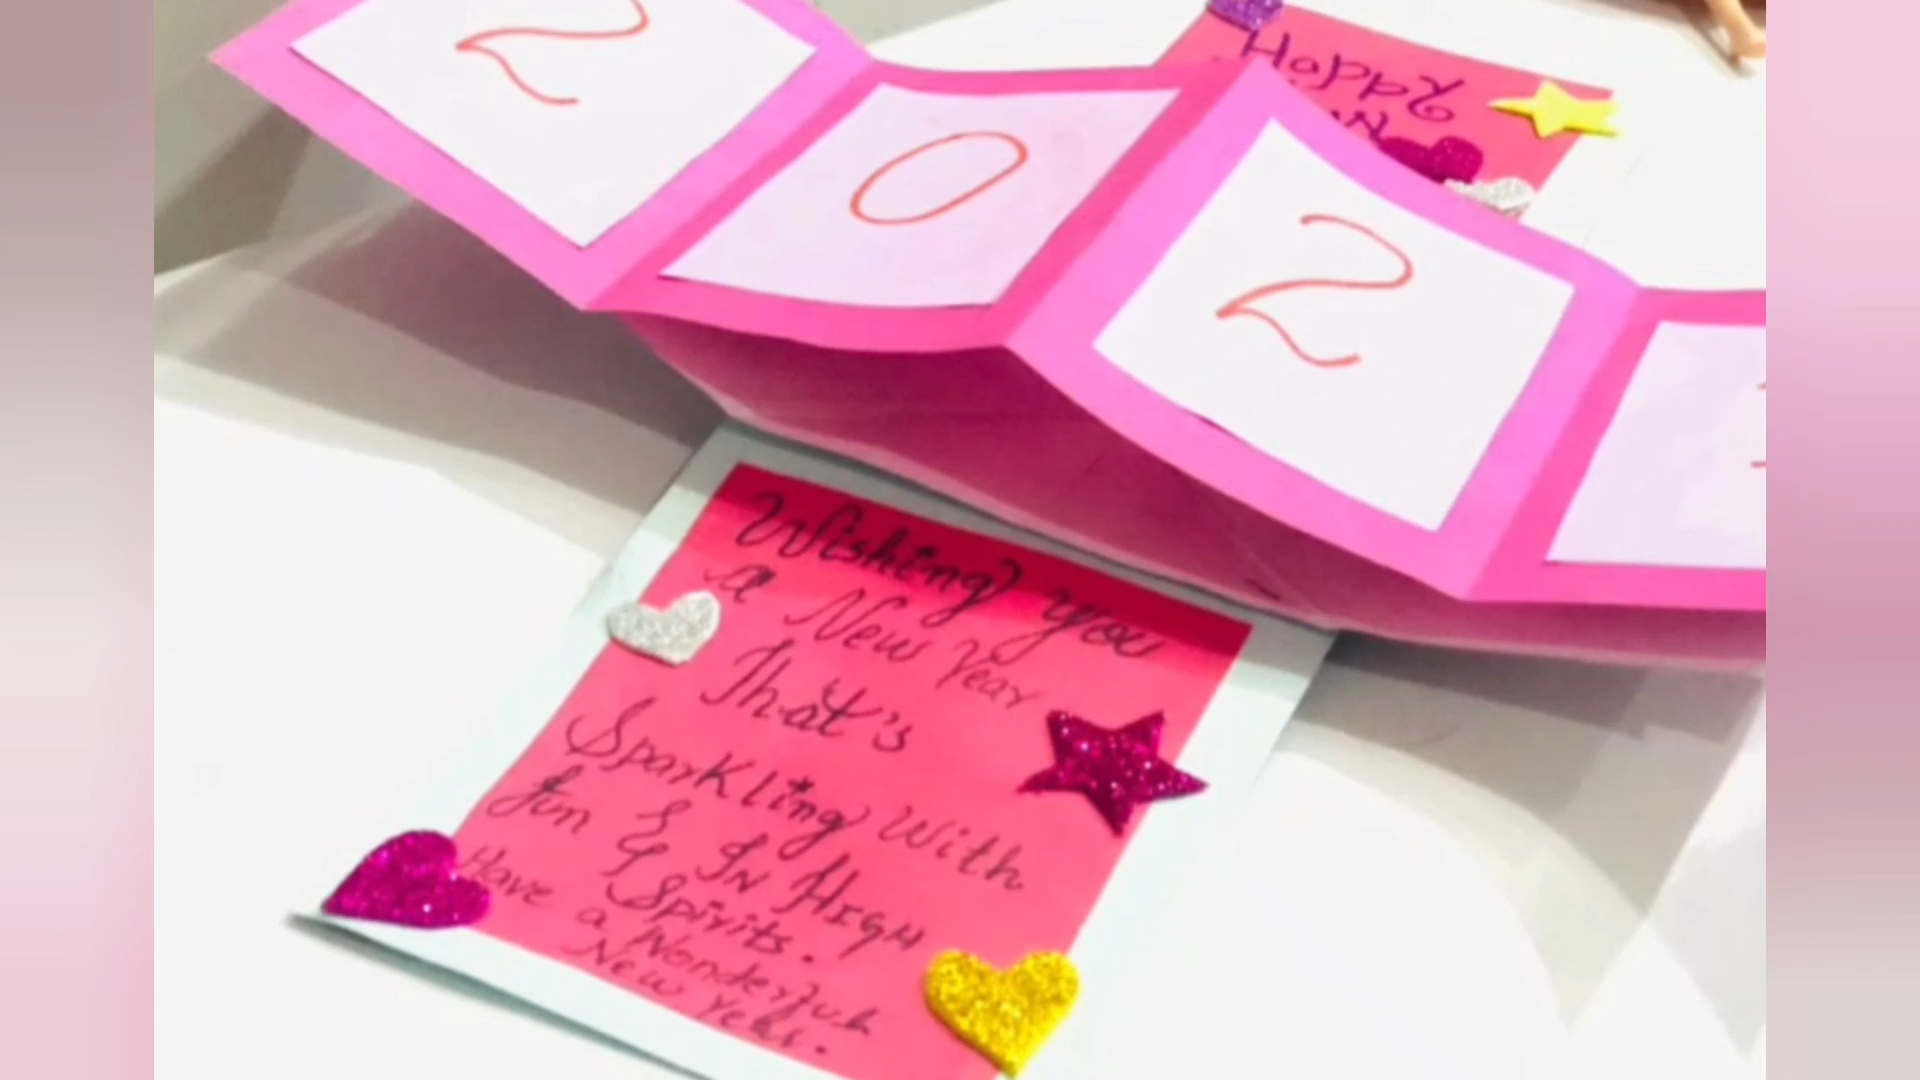 2 0 2
Happy
Wishing you
a New Year
That's
Sparkling With
fun & In High
Spirits.
Have a Wonderful
New Year.